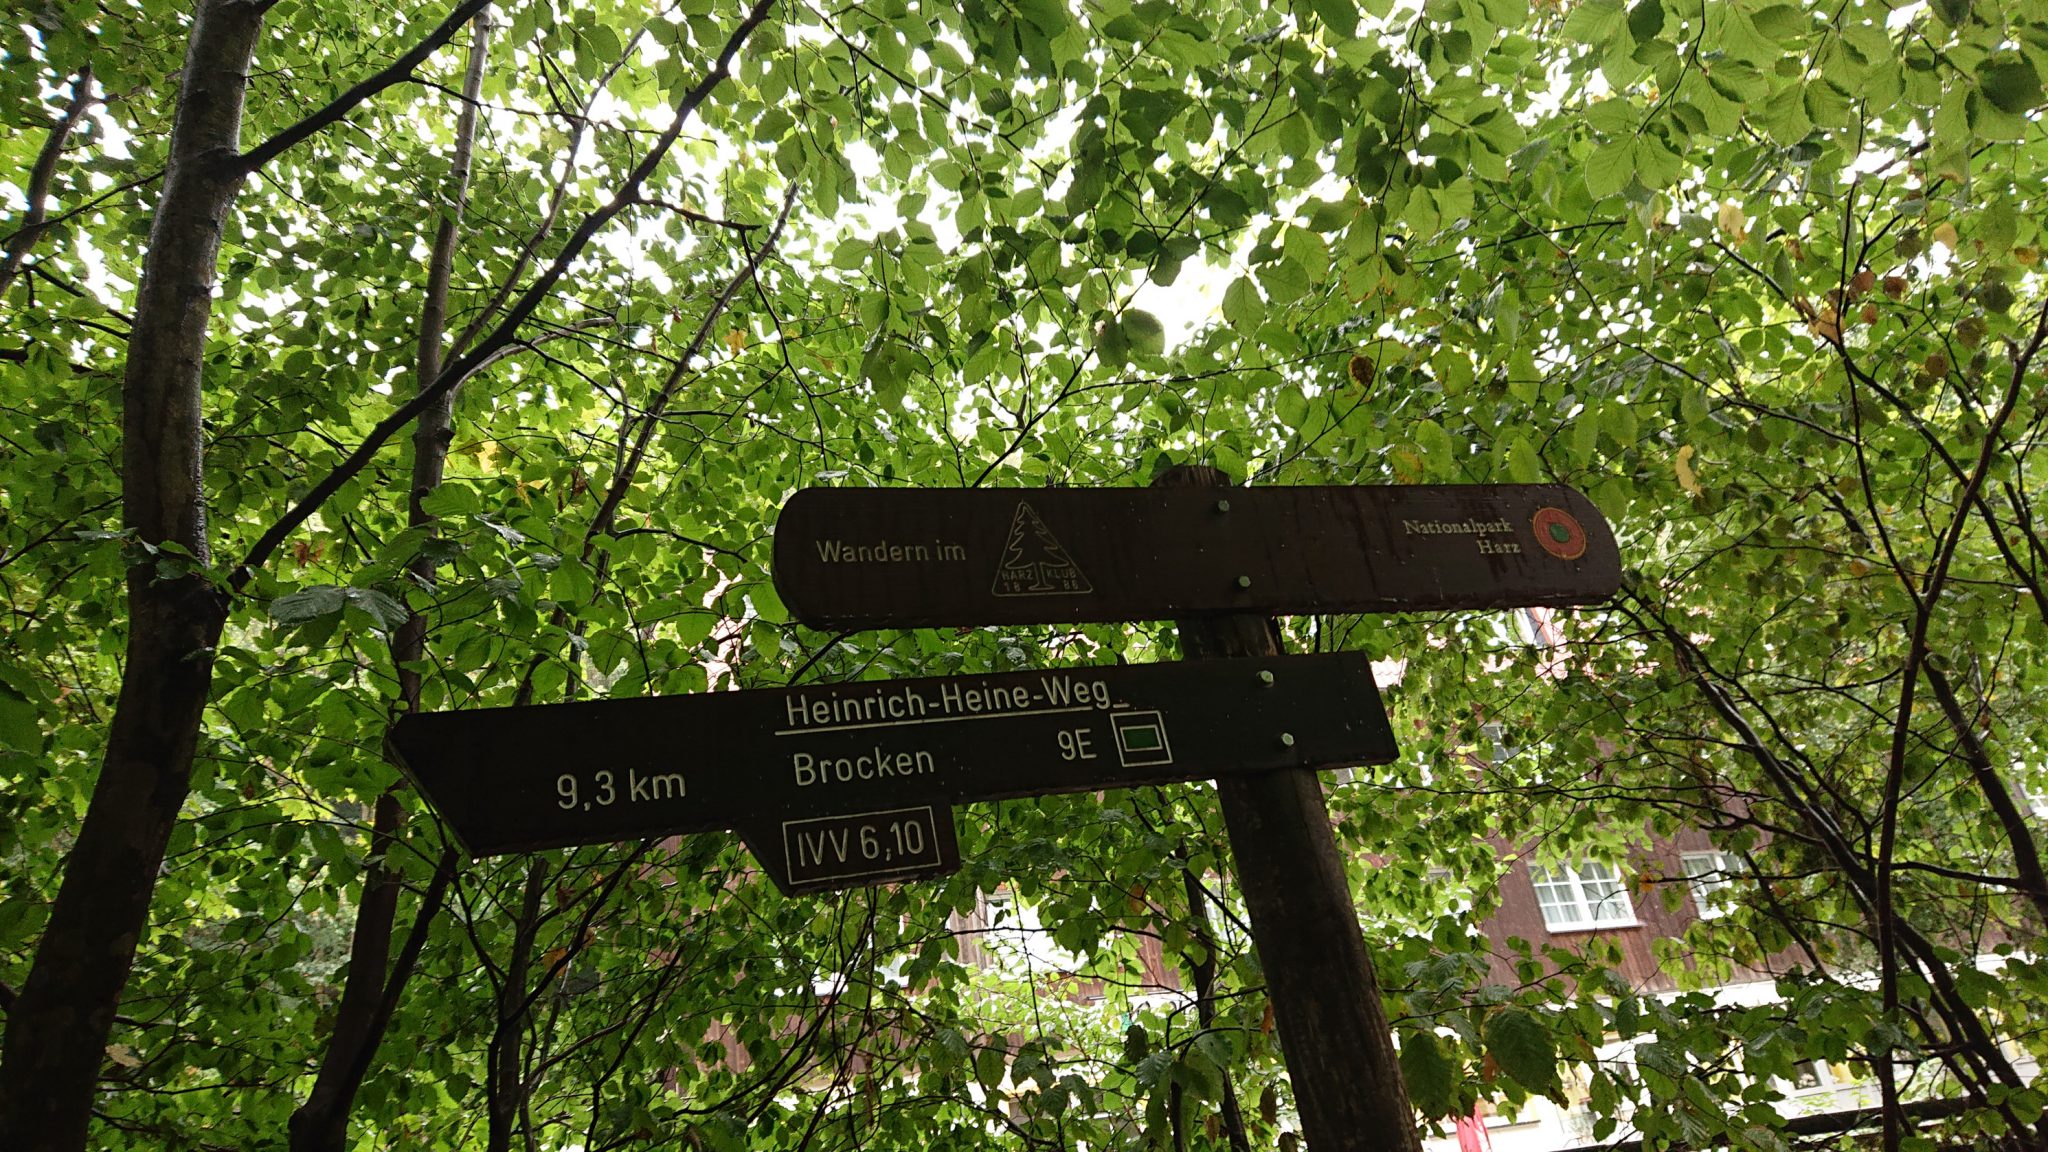 Wandern im
HARZ KLUB
18 86
Nationalpark
Harz
Heinrich-Heine-Weg
Brocken 9E
9,3 km
IVV 6,10